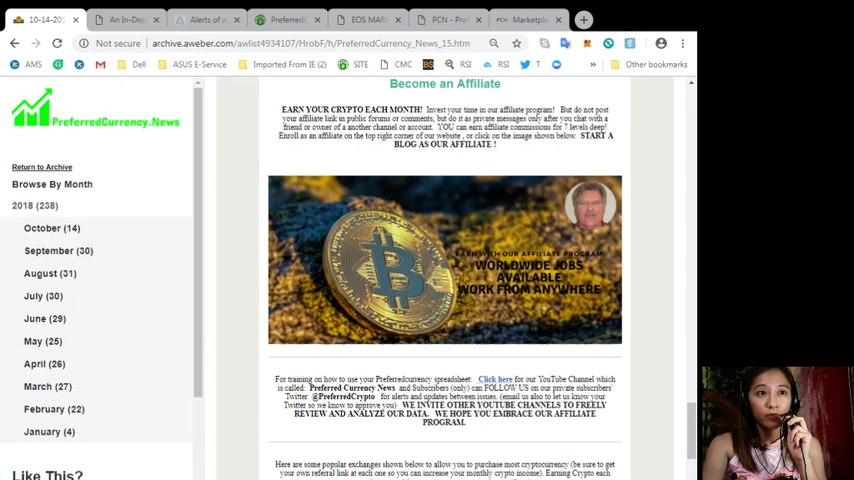 10-14-201
An In-Dep
Alerts of a
Preferred
EOS MARK
PCN - Pref
Marketpla
Not secure
archive.aweber.com/awlist4934107/HrobF/h/PreferredCurrency_News_15.htm
AMS
SITE
CMC
RSI
RSI
T
Dell
ASUS E-Service
Imported From IE (2)
»
Other bookmarks
PreferredCurrency.News
Return to Archive
Browse By Month
2018 (238)
October (14)
September (30)
August (31)
July (30)
June (29)
May (25)
April (26)
March (27)
February (22)
January (4)
Like This?
Become an Affiliate
EARN YOUR CRYPTO EACH MONTH! Invest your time in our affiliate program! But do not post
your affiliate link in public forums or comments, but do it as private messages only after you chat with a
friend or owner of another channel or account. YOU can earn affiliate commissions for 7 levels deep!
Enroll as an affiliate on the top right corner of our website , or click on the image shown below. START A
BLOG AS OUR AFFILIATE !
EARN WITH OUR AFFILIATE PROGRAM
WORLDWIDE JOBS
AVAILABLE
WORK FROM ANYWHERE
For training on how to use your Preferredcurrency spreadsheet: Click here for our YouTube Channel which
is called: Preferred Currency News and Subscribers (only) can FOLLOW US on our private subscribers'
Twitter @PreferredCrypto for alerts and updates between issues. (email us also to let us know your
Twitter so we know to approve you) WE INVITE OTHER YOUTUBE CHANNELS TO FREELY
REVIEW AND ANALYZE OUR DATA. WE HOPE YOU EMBRACE OUR AFFILIATE
PROGRAM.
Here are some popular exchanges shown below to allow you to purchase most cryptocurrency (be sure to get
your own referral link at each one so you can increase your monthly crypto income). Earning Crypto each